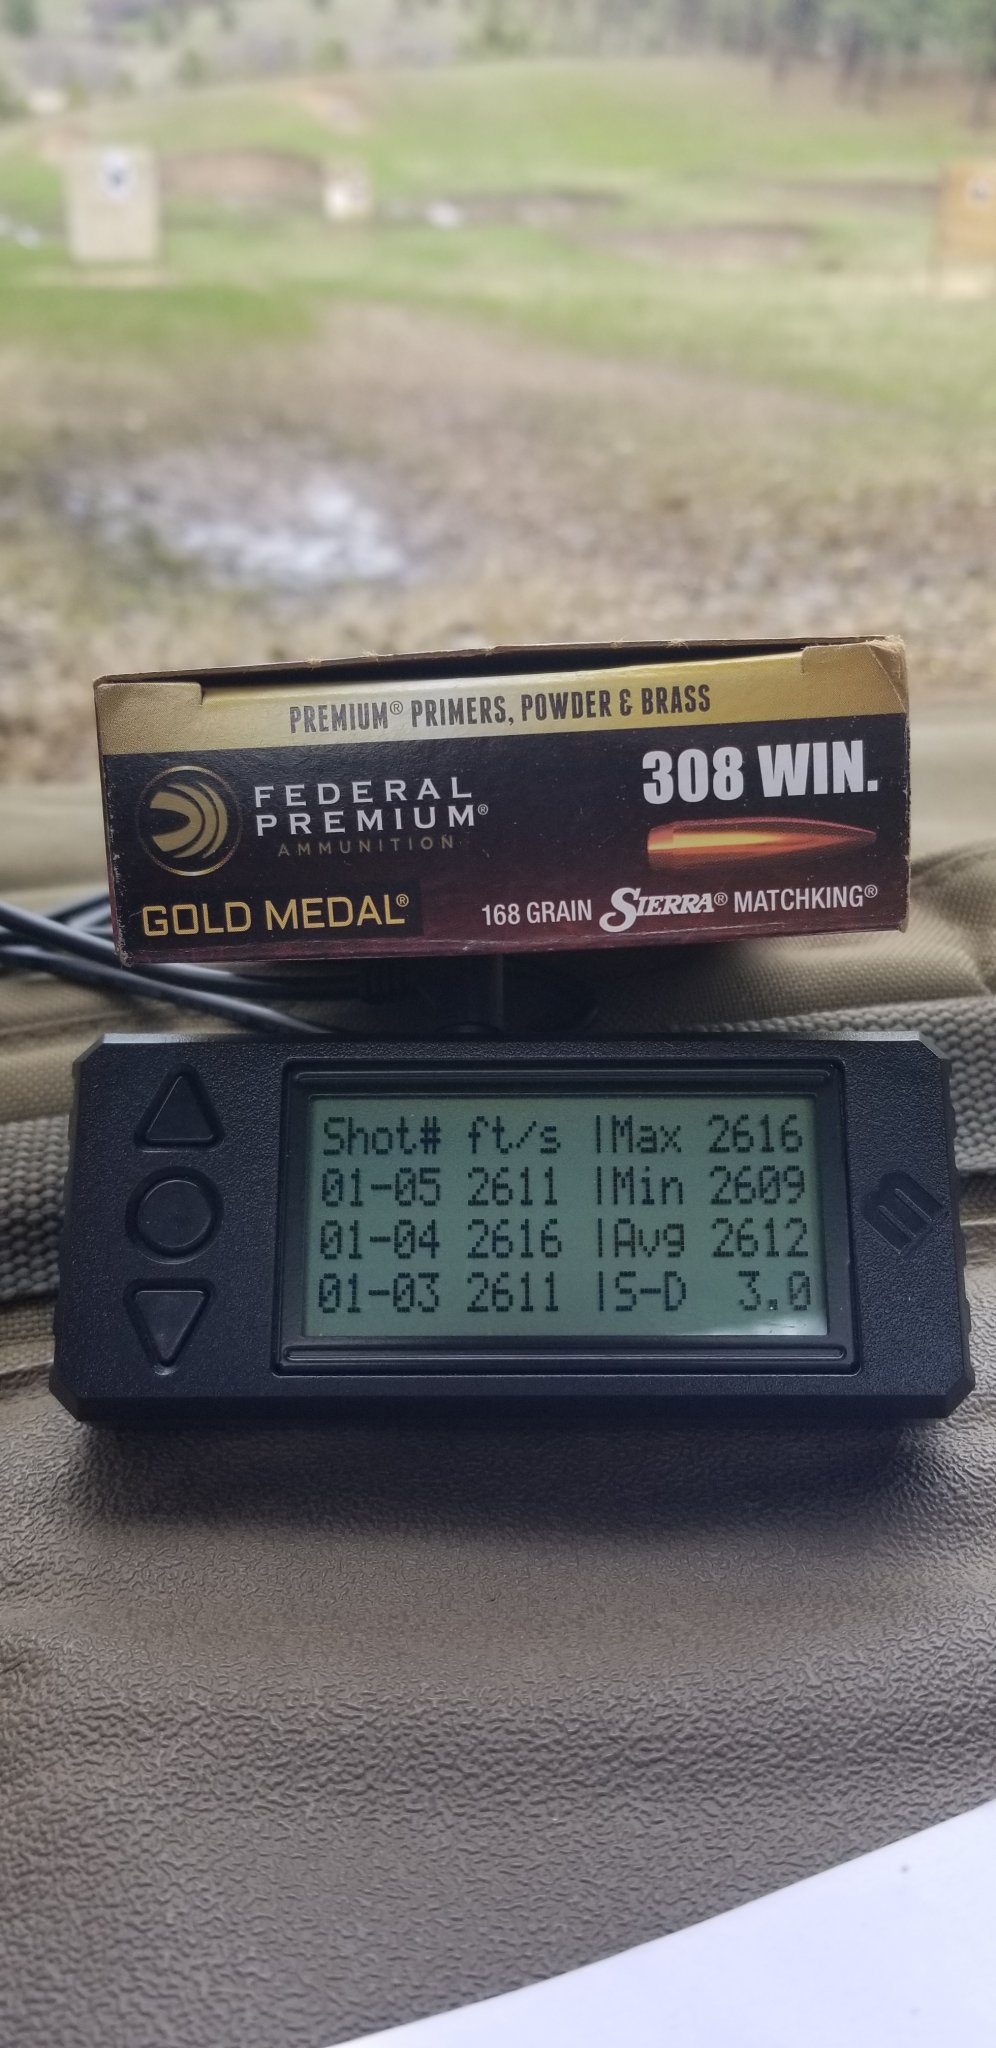 PREMIUM® PRIMERS, POWDER & BRASS
308 WIN.
FEDERAL
PREMIUM®
AMMUNITION
GOLD MEDAL®
168 GRAIN SIERRA® MATCHKING®
Shot# ft/s |Max 2616
01-05 2611 |Min 2609
01-04 2616 |Avg 2612
01-03 2611 |S-D 3.0
m